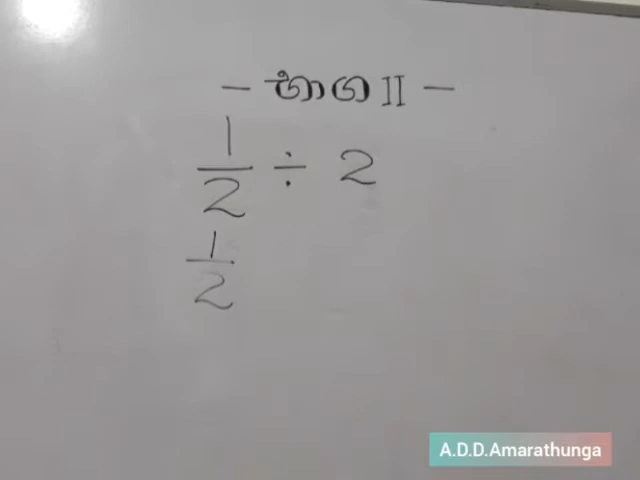 - භාග II -
1/2 ÷ 2
1/2
A.D.D.Amarathunga